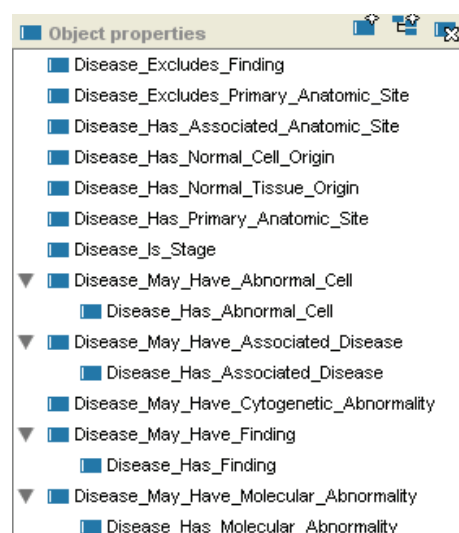 Object properties
Disease_Excludes_Finding
Disease_Excludes_Primary_Anatomic_Site
Disease_Has_Associated_Anatomic_Site
Disease_Has_Normal_Cell_Origin
Disease_Has_Normal_Tissue_Origin
Disease_Has_Primary_Anatomic_Site
Disease_Is_Stage
Disease_May_Have_Abnormal_Cell
Disease_Has_Abnormal_Cell
Disease_May_Have_Associated_Disease
Disease_Has_Associated_Disease
Disease_May_Have_Cytogenetic_Abnormality
Disease_May_Have_Finding
Disease_Has_Finding
Disease_May_Have_Molecular_Abnormality
Disease_Has_Molecular_Abnormality